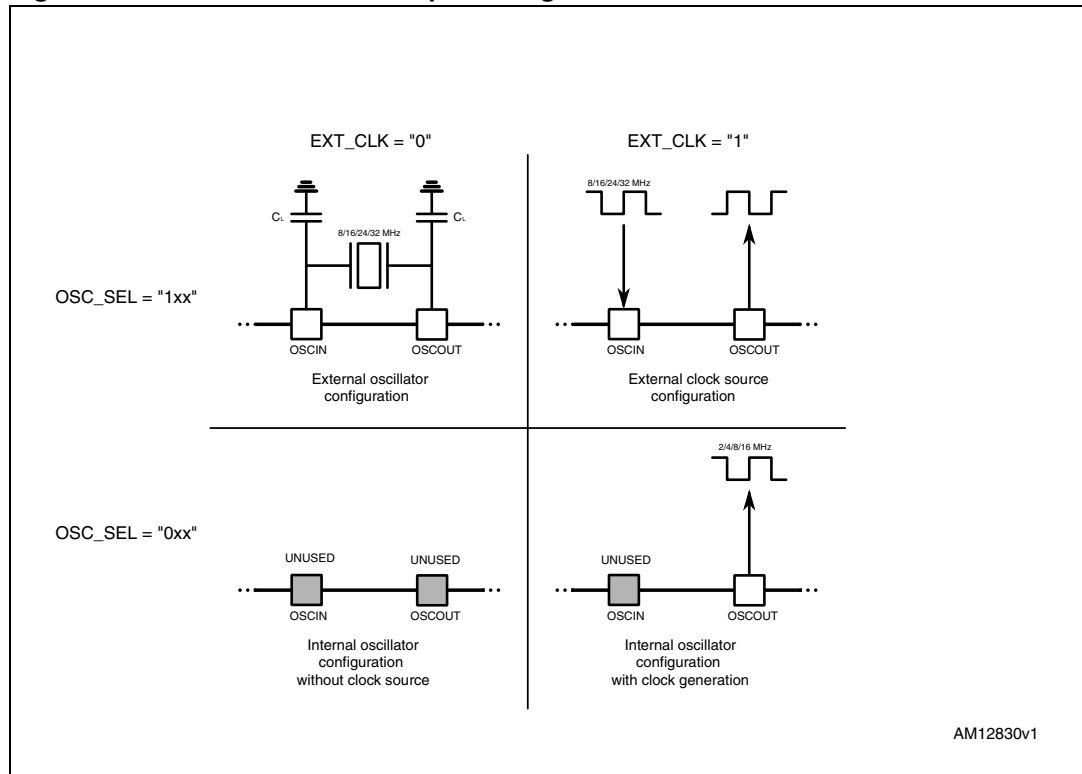 EXT_CLK = "0"
EXT_CLK = "1"
8/16/24/32 MHz
CL
CL
8/16/24/32 MHz
OSC_SEL = "1xx"
OSCIN
OSCOUT
OSCIN
OSCOUT
External oscillator
configuration
External clock source
configuration
2/4/8/16 MHz
OSC_SEL = "0xx"
UNUSED
UNUSED
UNUSED
OSCIN
OSCOUT
OSCIN
OSCOUT
Internal oscillator
configuration
without clock source
Internal oscillator
configuration
with clock generation
AM12830v1